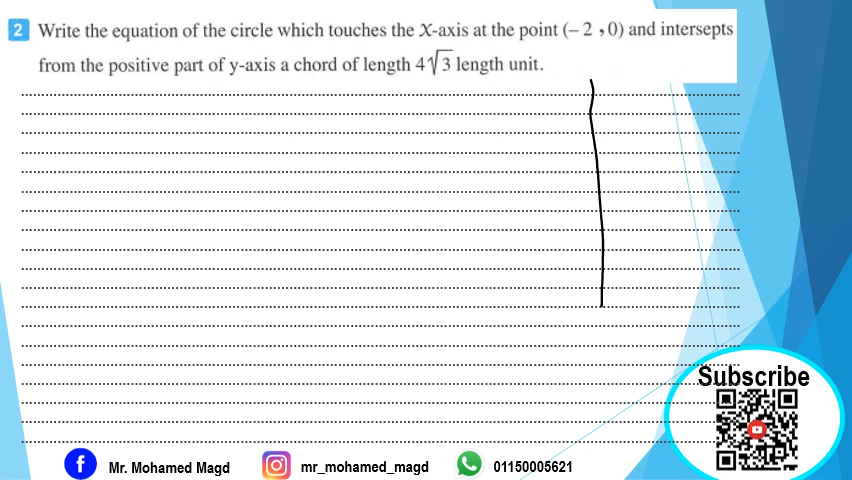 2 Write the equation of the circle which touches the X-axis at the point (– 2 , 0) and intersepts
from the positive part of y-axis a chord of length 4√3 length unit.
Subscribe
Mr. Mohamed Magd
mr_mohamed_magd
01150005621